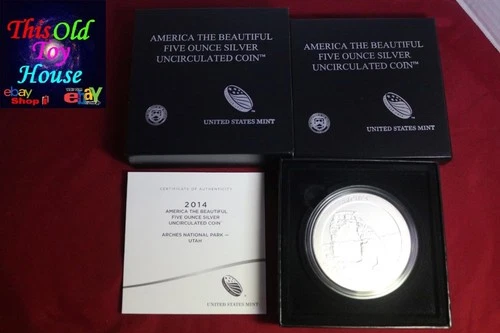 This Old
Toy
House
ebay
Shop
ebay
AMERICA THE BEAUTIFUL
FIVE OUNCE SILVER
UNCIRCULATED COIN™
UNITED STATES MINT
AMERICA THE BEAUTIFUL
FIVE OUNCE SILVER
UNCIRCULATED COIN™
UNITED STATES MINT
CERTIFICATE OF AUTHENTICITY
2014
AMERICA THE BEAUTIFUL
FIVE OUNCE SILVER
UNCIRCULATED COIN
ARCHES NATIONAL PARK —
UTAH
UNITED STATES MINT